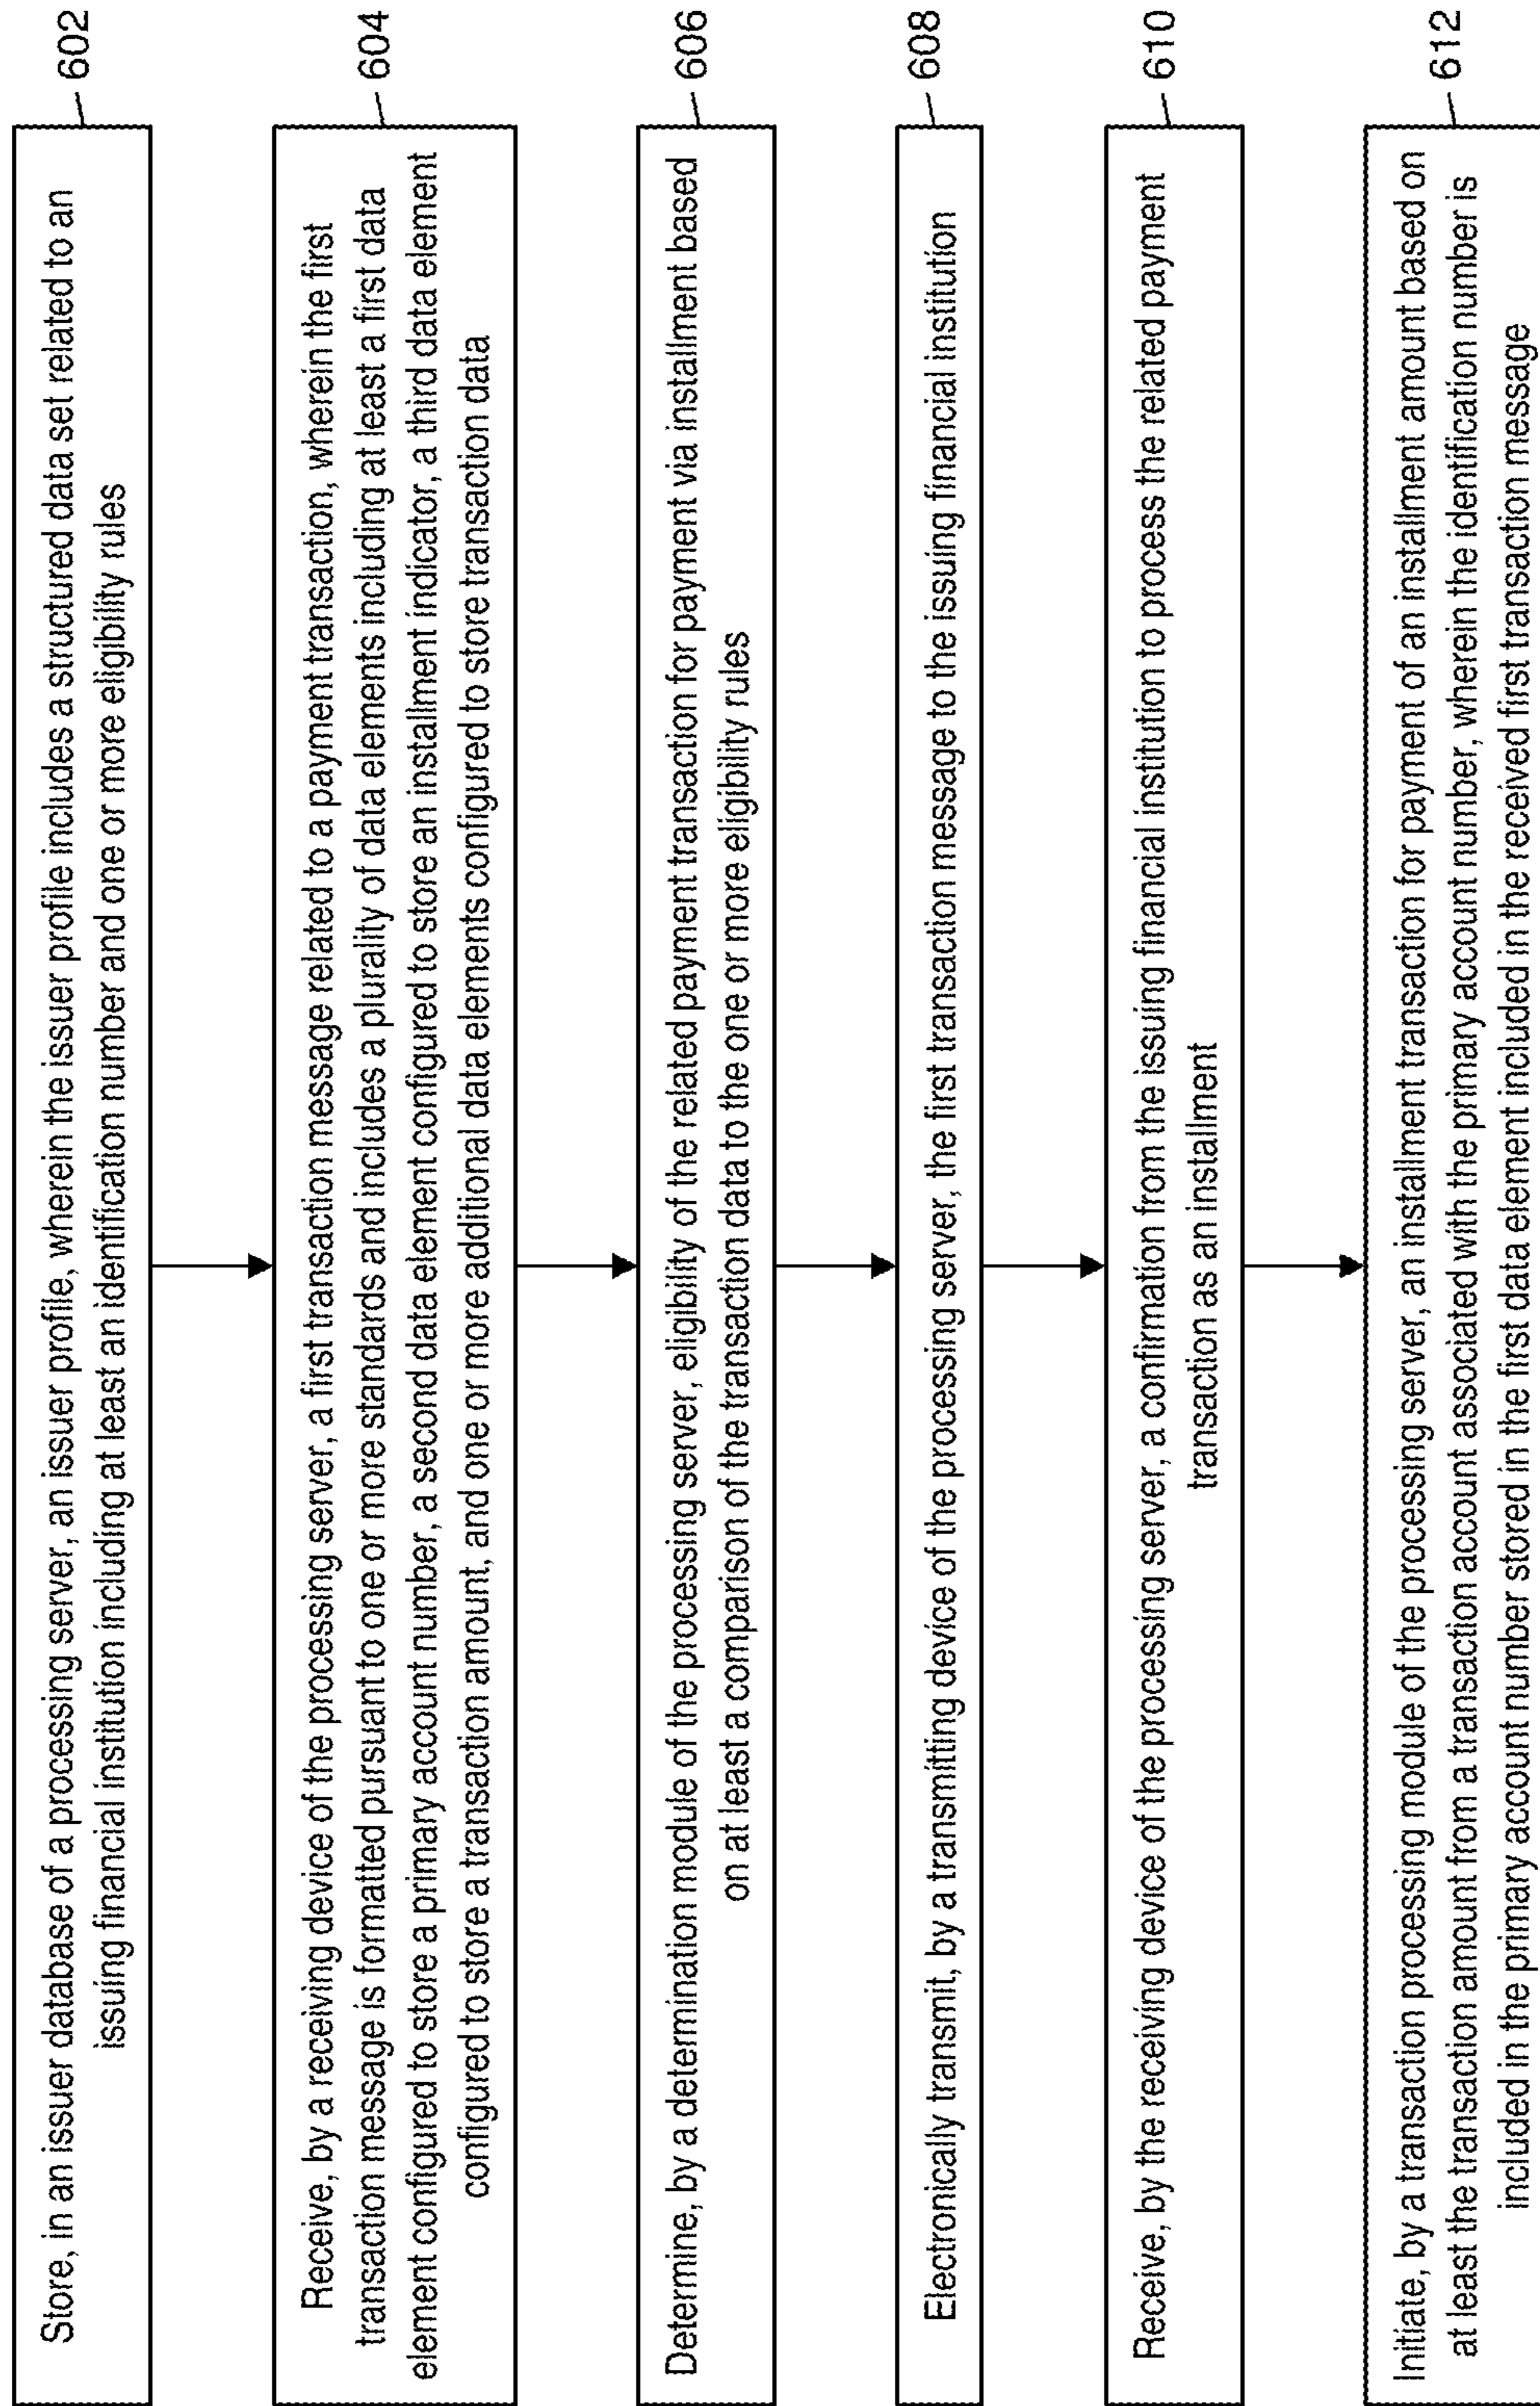 Store, in an issuer database of a processing server, an issuer profile, wherein the issuer profile includes a structured data set related to an
issuing financial institution including at least an identification number and one or more eligibility rules
602
Receive, by a receiving device of the processing server, a first transaction message related to a payment transaction, wherein the first
transaction message is formatted pursuant to one or more standards and includes a plurality of data elements including at least a first data
element configured to store a primary account number, a second data element configured to store an installment indicator, a third data element
configured to store a transaction amount, and one or more additional data elements configured to store transaction data
604
Determine, by a determination module of the processing server, eligibility of the related payment transaction for payment via installment based
on at least a comparison of the transaction data to the one or more eligibility rules
606
Electronically transmit, by a transmitting device of the processing server, the first transaction message to the issuing financial institution
608
Receive, by the receiving device of the processing server, a confirmation from the issuing financial institution to process the related payment
transaction as an installment
610
Initiate, by a transaction processing module of the processing server, an installment transaction for payment of an installment amount based on
at least the transaction amount from a transaction account associated with the primary account number, wherein the identification number is
included in the primary account number stored in the first data element included in the received first transaction message
612